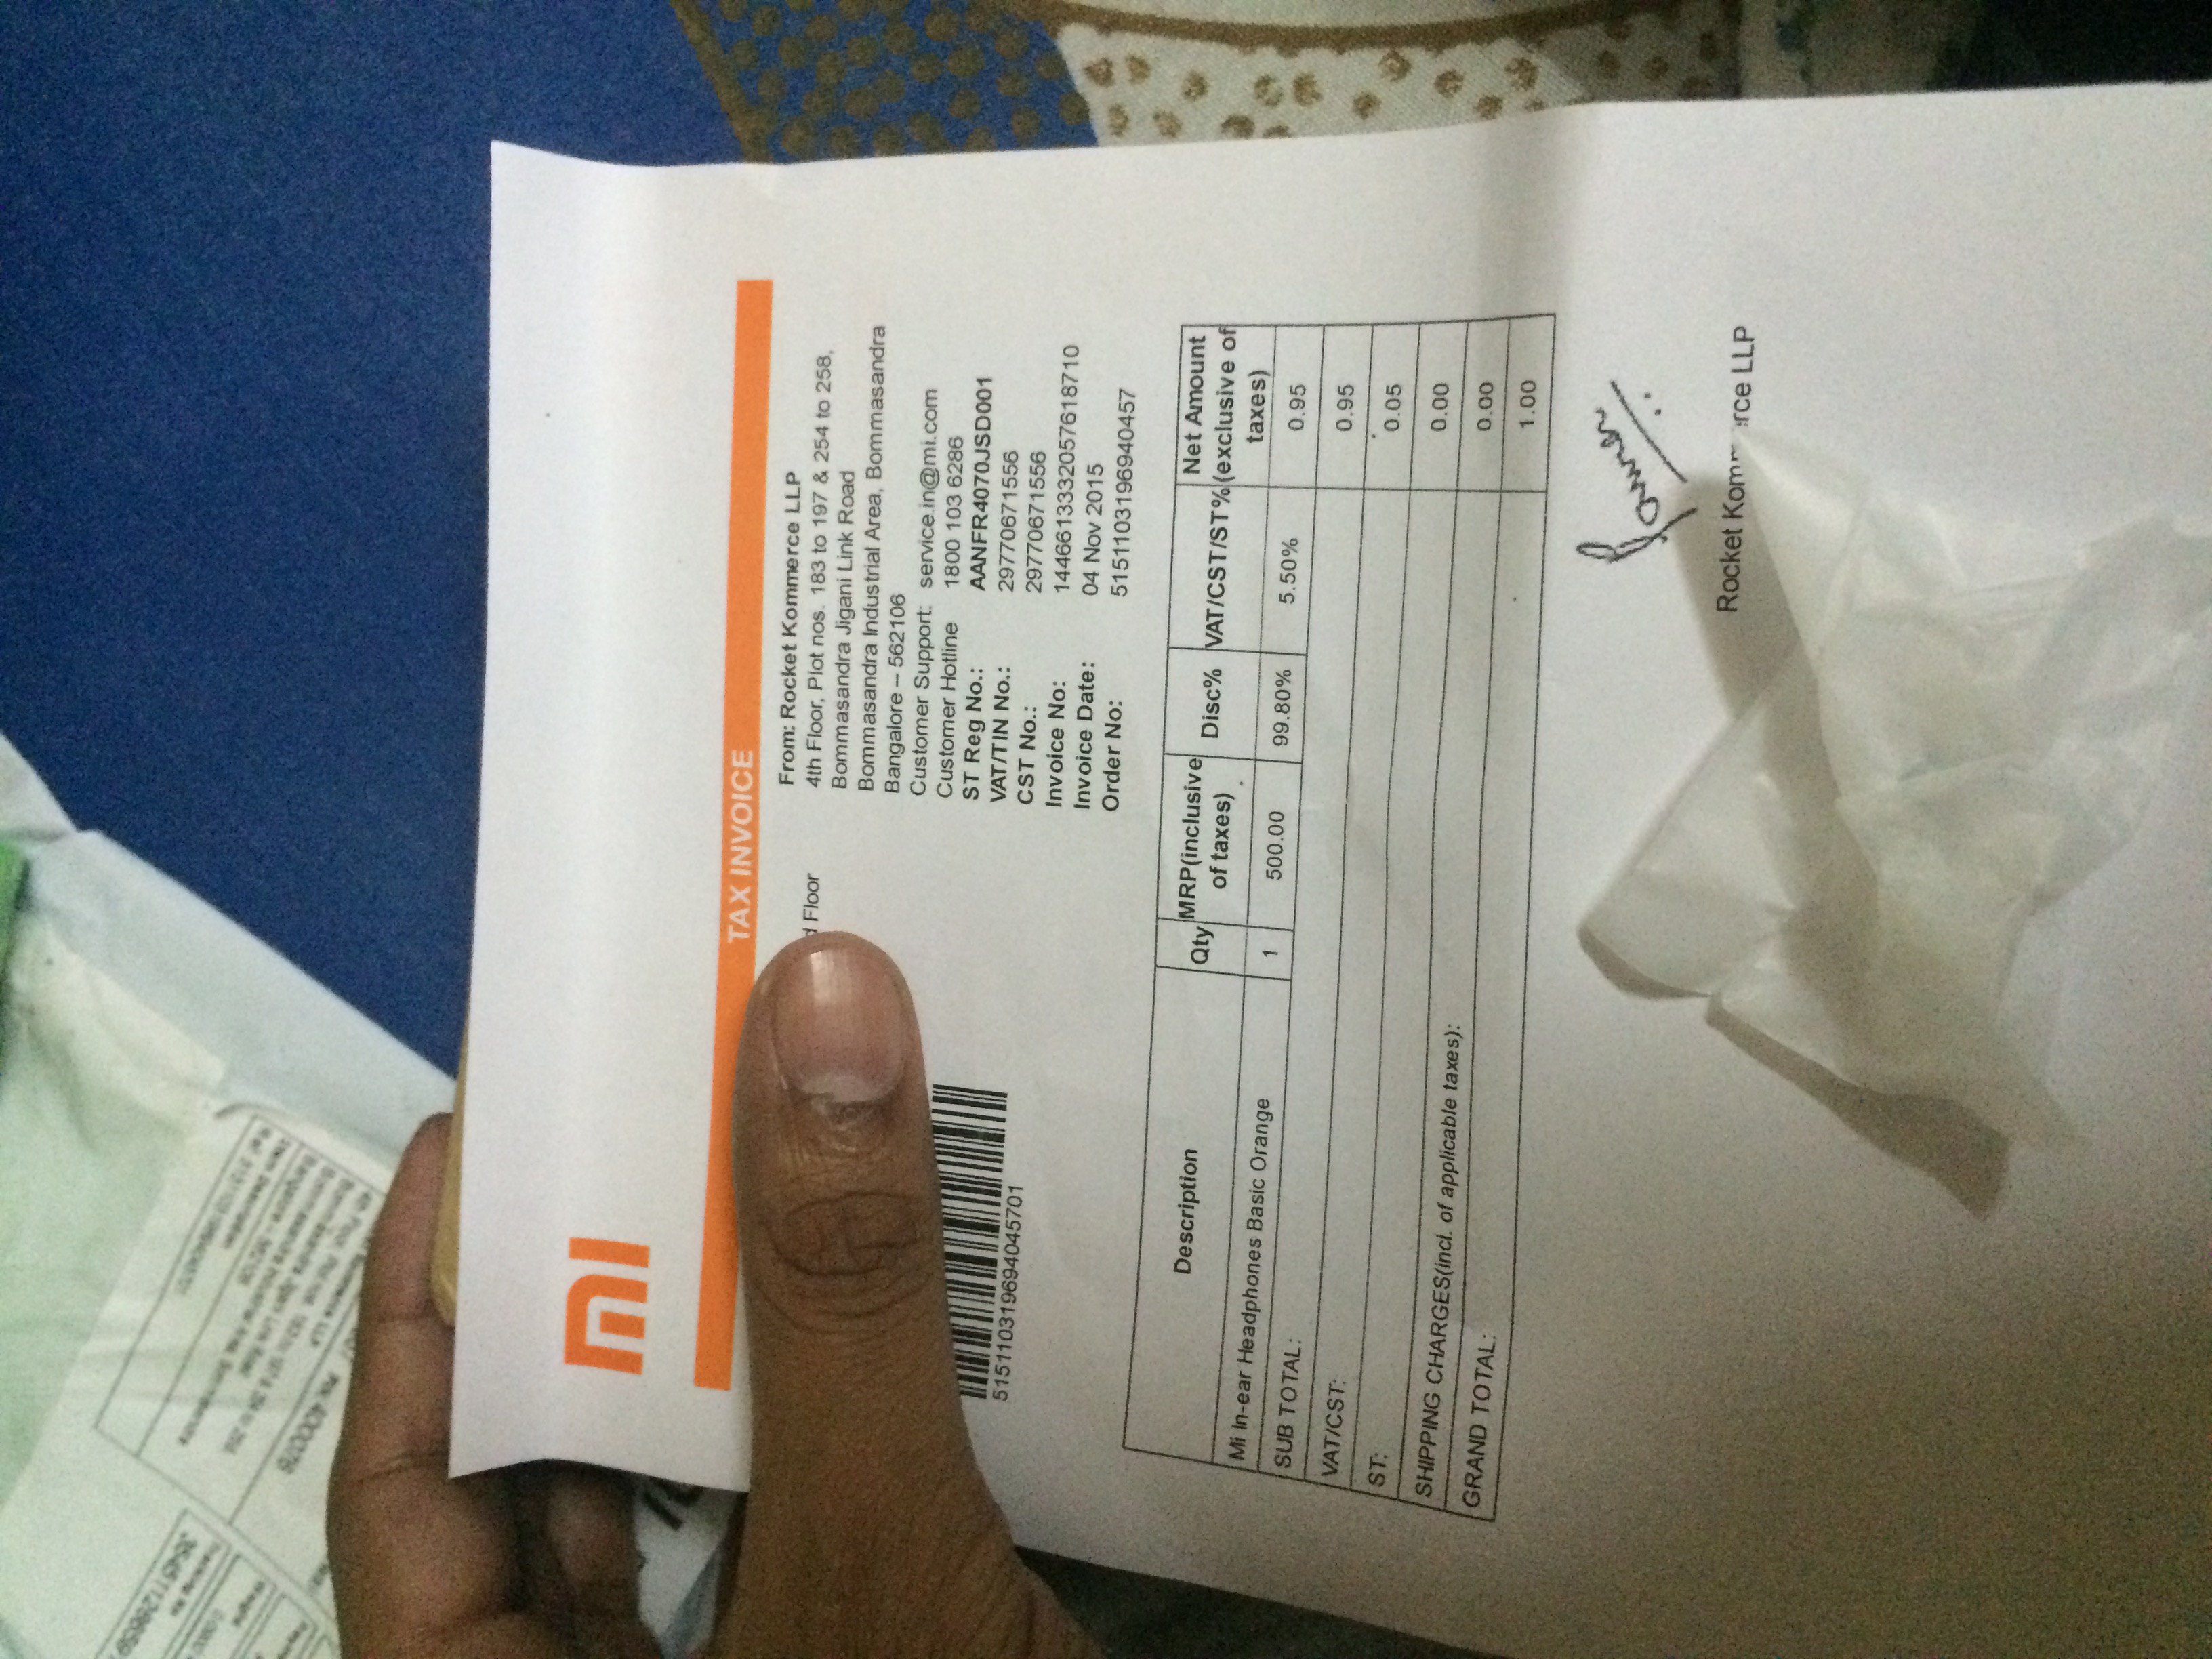 mi
TAX INVOICE
Floor
From: Rocket Kommerce LLP
4th Floor, Plot nos. 183 to 197 & 254 to 258,
Bommasandra Jigani Link Road
Bommasandra Industrial Area, Bommasandra
Bangalore – 562106
Customer Support: service.in@mi.com
Customer Hotline 1800 103 6286
ST Reg No.: AANFR4070JSD001
VAT/TIN No.: 29770671556
CST No.: 29770671556
Invoice No: 1446613332057618710
Invoice Date: 04 Nov 2015
Order No: 5151103196940457
515110319694045701
Description Qty MRP(inclusive of taxes) Disc% VAT/CST/ST% Net Amount (exclusive of taxes)
Mi In-ear Headphones Basic Orange 1 500.00 99.80% 5.50% 0.95
SUB TOTAL: 0.95
VAT/CST: 0.05
ST: 0.00
SHIPPING CHARGES(incl. of applicable taxes): 0.00
GRAND TOTAL: 1.00
Rocket LLP